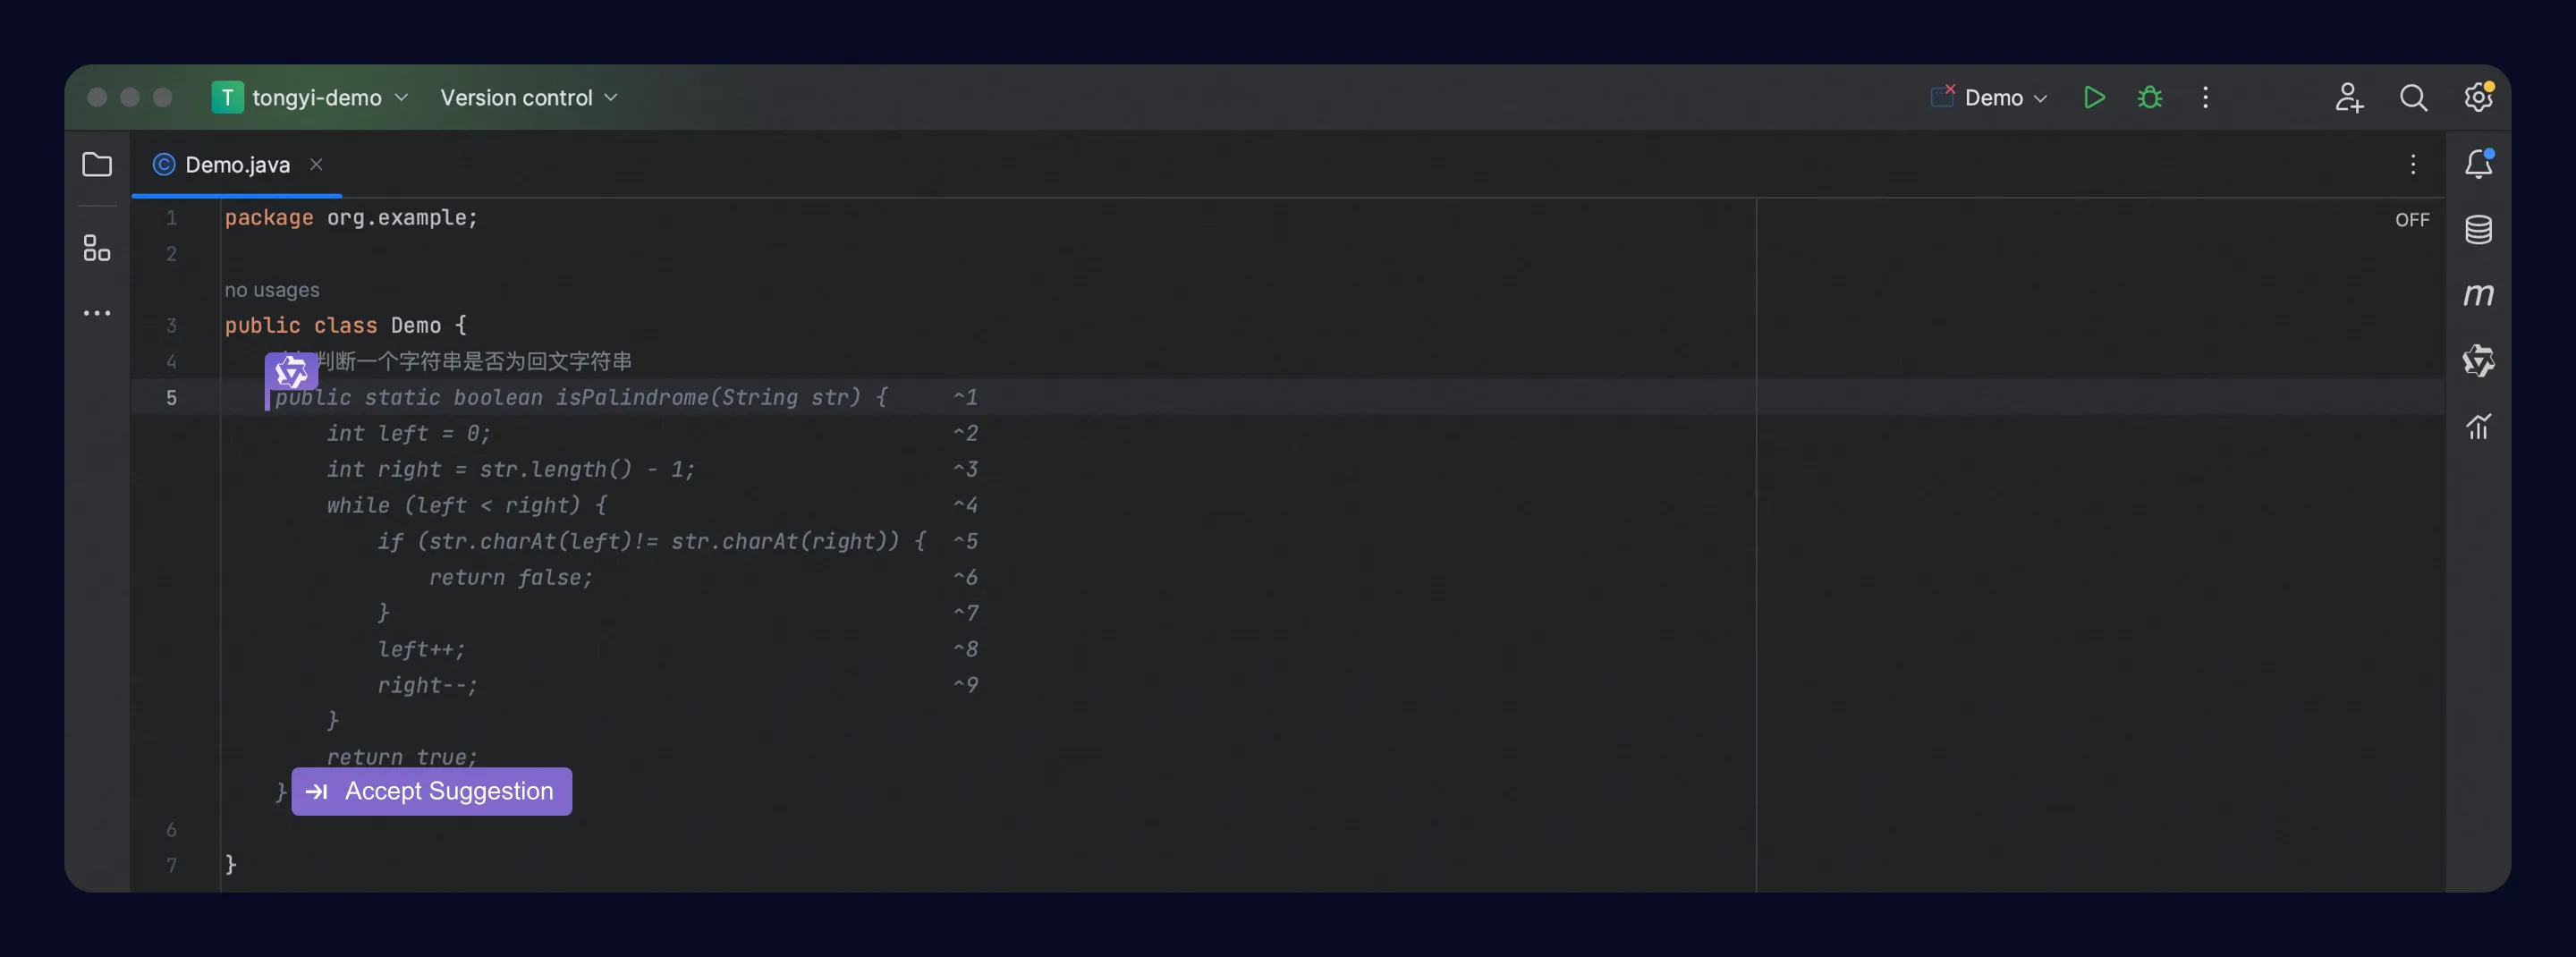 T tongyi-demo Version control Demo
Demo.java
OFF
1 package org.example;
2
no usages
3 public class Demo {
4 判断一个字符串是否为回文字符串
5 public static boolean isPalindrome(String str) { ^1
int left = 0; ^2
int right = str.length() - 1; ^3
while (left < right) { ^4
if (str.charAt(left)!= str.charAt(right)) { ^5
return false; ^6
} ^7
left++; ^8
right--; ^9
}
return true;
} Accept Suggestion
6
7 }
m